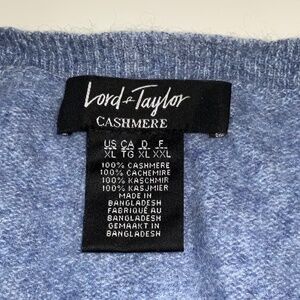 Lord & Taylor
CASHMERE
US CA D F
XL TG XL XXL
100% CASHMERE
100% CACHEMIRE
100% KASCHMIR
100% KASJMIER
MADE IN
BANGLADESH
FABRIQUÉ AU
BANGLADESH
GEMAAKT IN
BANGLADESH